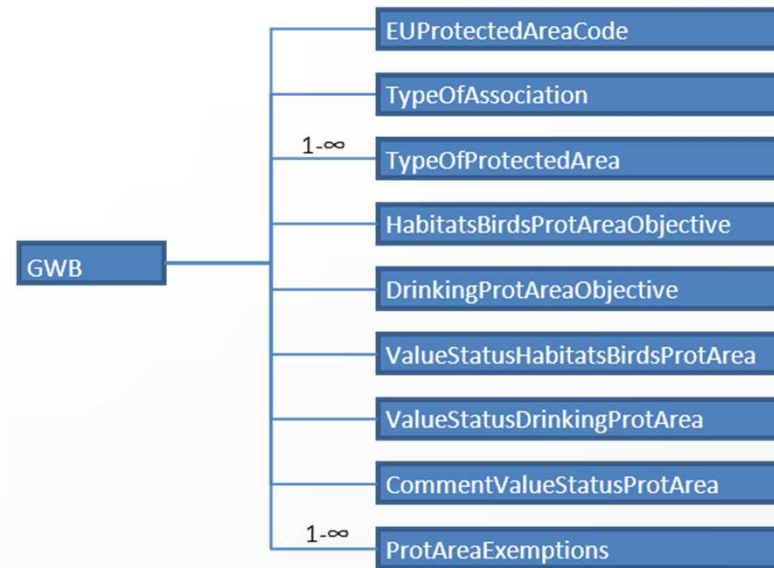 EUProtectedAreaCode
TypeOfAssociation
1-∞
TypeOfProtectedArea
HabitatsBirdsProtAreaObjective
GWB
DrinkingProtAreaObjective
ValueStatusHabitatsBirdsProtArea
ValueStatusDrinkingProtArea
CommentValueStatusProtArea
1-∞
ProtAreaExemptions